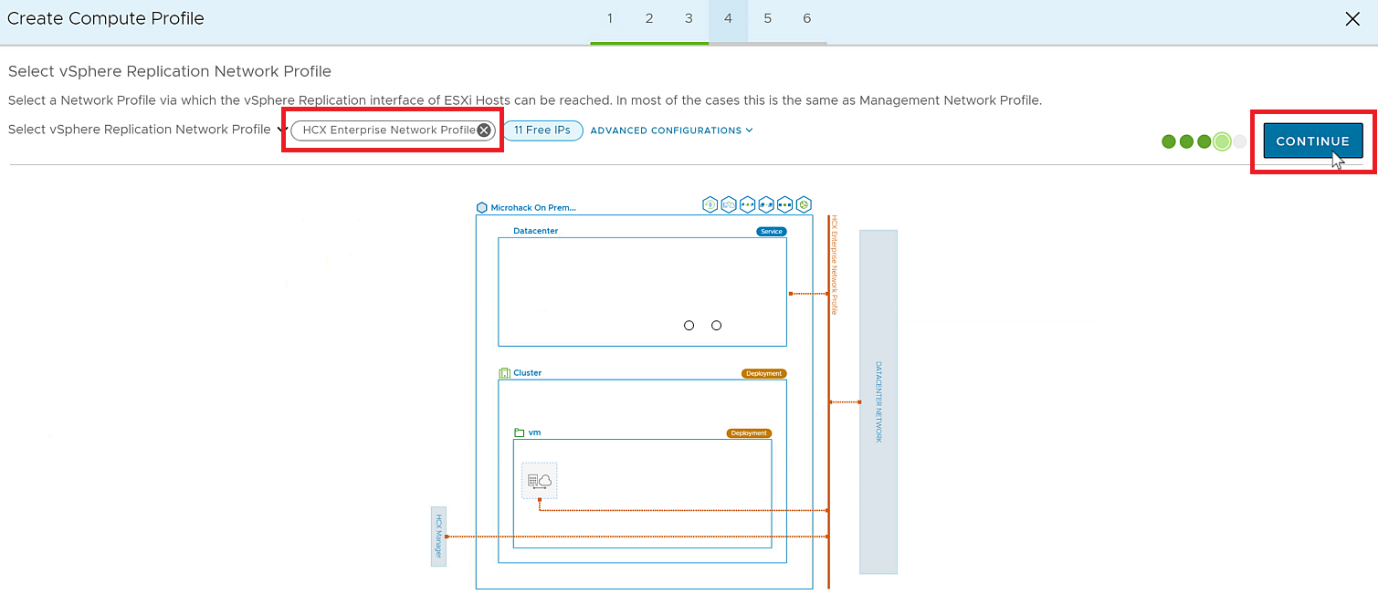 Create Compute Profile
1 2 3 4 5 6
Select vSphere Replication Network Profile
Select a Network Profile via which the vSphere Replication interface of ESXi Hosts can be reached. In most of the cases this is the same as Management Network Profile.
Select vSphere Replication Network Profile HCX Enterprise Network Profile 11 Free IPs ADVANCED CONFIGURATIONS
CONTINUE
Microhack On Prem...
Datacenter Service
HCX Enterprise Network Profile
Cluster Deployment
DATACENTER NETWORK
vm Deployment
HCX Manager